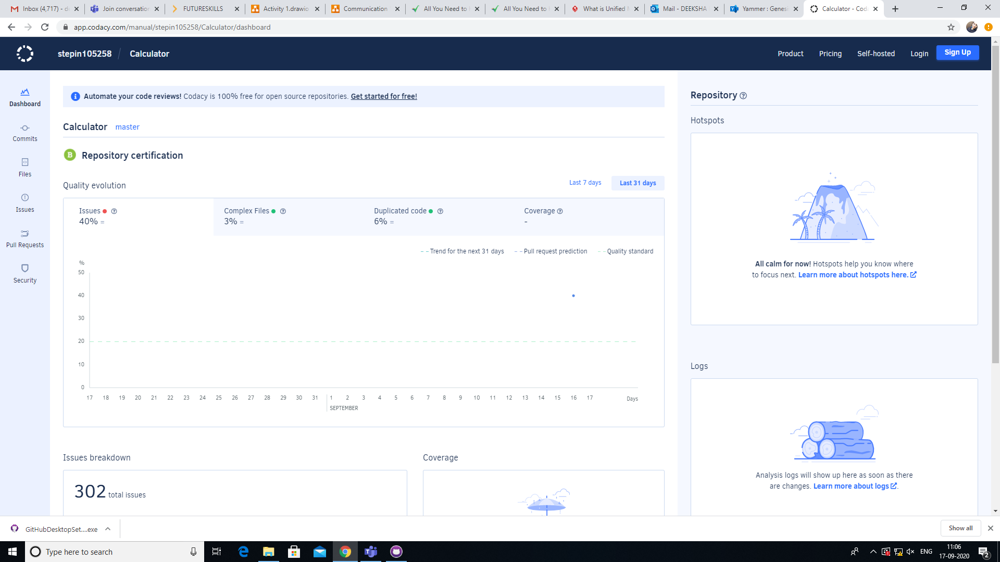 Inbox (4,717) - d
Join conversation
FUTURESKILLS
Activity 1.drawio
Communication
All You Need to
All You Need to
What is Unified
Mail - DEEKSHA
Yammer : Genesi
Calculator - Coda
app.codacy.com/manual/stepin105258/Calculator/dashboard
stepin105258 / Calculator
Product Pricing Self-hosted Login Sign Up
Dashboard
Commits
Files
Issues
Pull Requests
Security
Automate your code reviews! Codacy is 100% free for open source repositories. Get started for free!
Calculator master
B Repository certification
Quality evolution
Last 7 days Last 31 days
Issues
40% =
Complex Files
3% =
Duplicated code
6% =
Coverage
-
Trend for the next 31 days Pull request prediction Quality standard
%
50
40
30
20
10
0
17 18 19 20 21 22 23 24 25 26 27 28 29 30 31 1 2 3 4 5 6 7 8 9 10 11 12 13 14 15 16 17 Days
SEPTEMBER
Issues breakdown
302 total issues
Coverage
Repository
Hotspots
All calm for now! Hotspots help you know where
to focus next. Learn more about hotspots here.
Logs
Analysis logs will show up here as soon as there
are changes. Learn more about logs.
GitHubDesktopSet....exe
Show all
Type here to search
ENG
11:06
17-09-2020
2